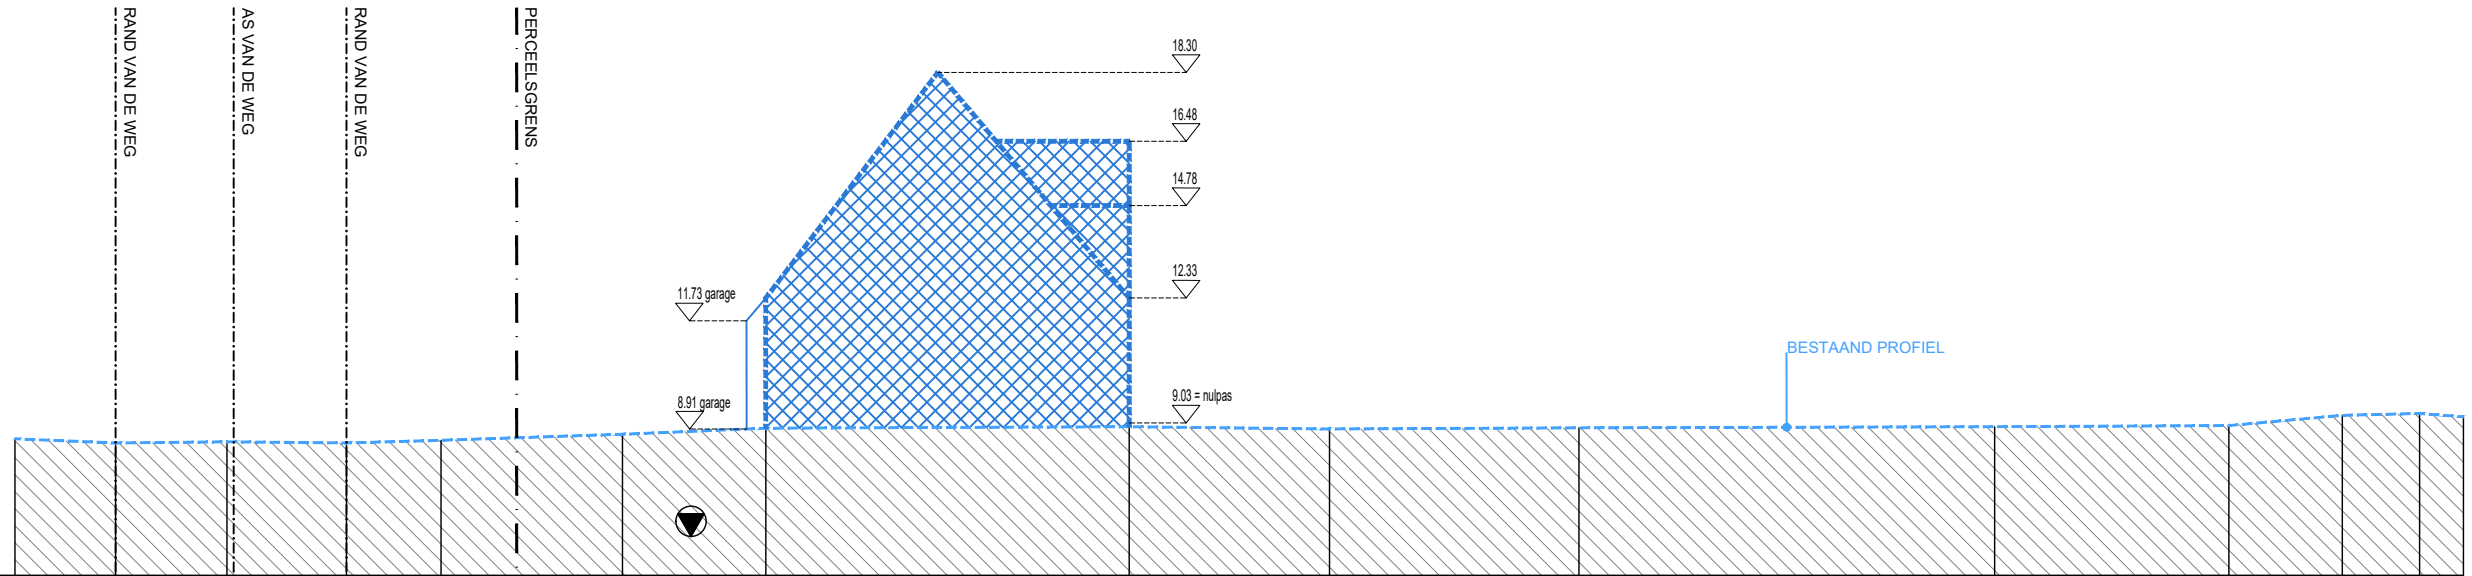 RAND VAN DE WEG
AS VAN DE WEG
RAND VAN DE WEG
PERCEELSGRENS
18.30
16.48
14.78
12.33
11.73 garage
8.91 garage
9.03 = nulpas
BESTAAND PROFIEL